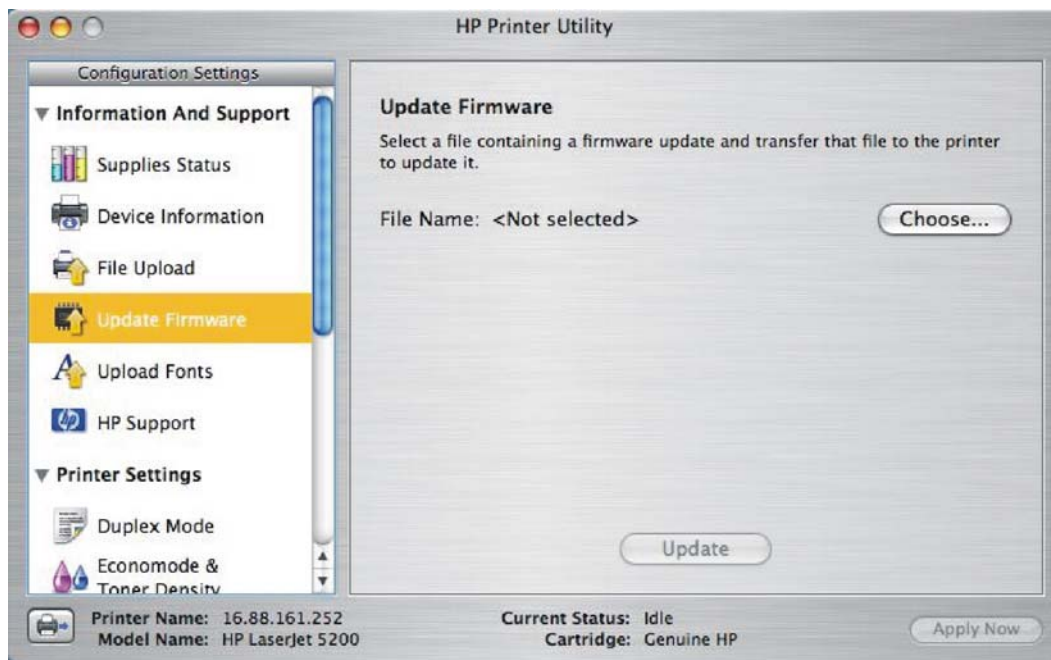 HP Printer Utility
Configuration Settings
Information And Support
Supplies Status
Device Information
File Upload
Update Firmware
Upload Fonts
HP Support
Printer Settings
Duplex Mode
Economode &
Toner Density
Update Firmware
Select a file containing a firmware update and transfer that file to the printer
to update it.
File Name: <Not selected>
Choose...
Update
Printer Name: 16.88.161.252
Model Name: HP LaserJet 5200
Current Status: Idle
Cartridge: Genuine HP
Apply Now